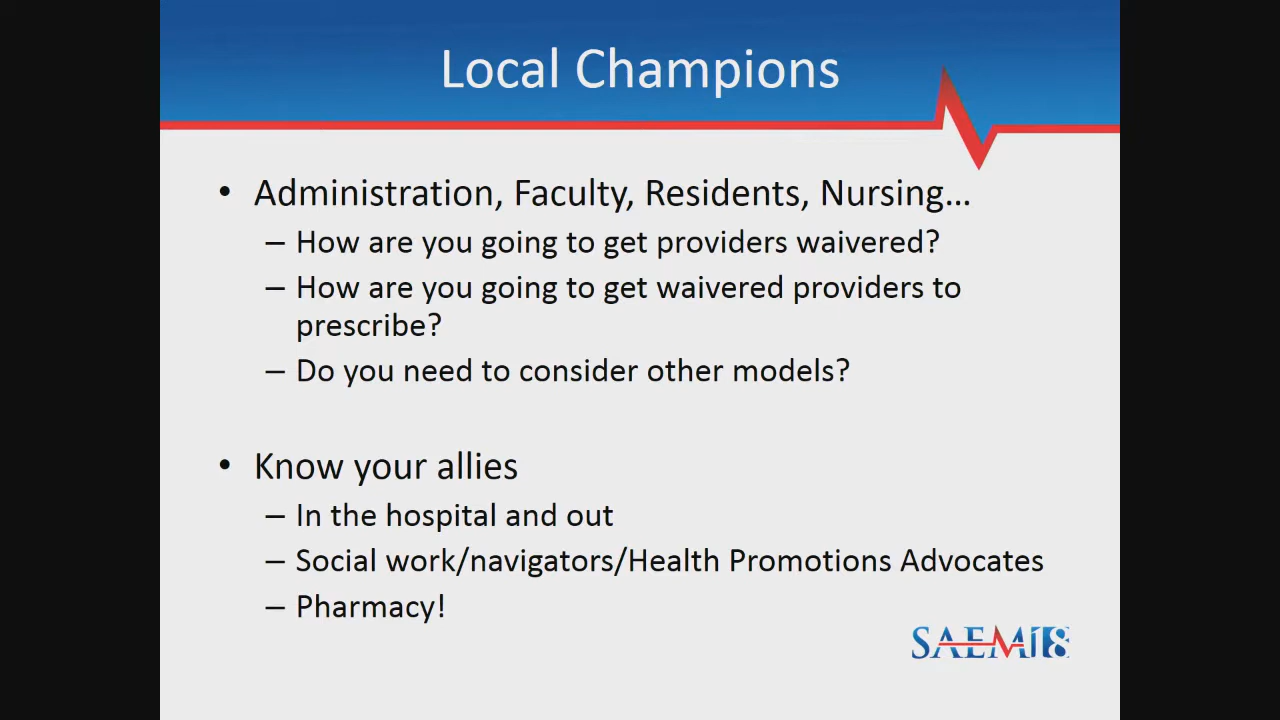 Local Champions
• Administration, Faculty, Residents, Nursing…
– How are you going to get providers waivered?
– How are you going to get waivered providers to
prescribe?
– Do you need to consider other models?
• Know your allies
– In the hospital and out
– Social work/navigators/Health Promotions Advocates
– Pharmacy!
SAEM18